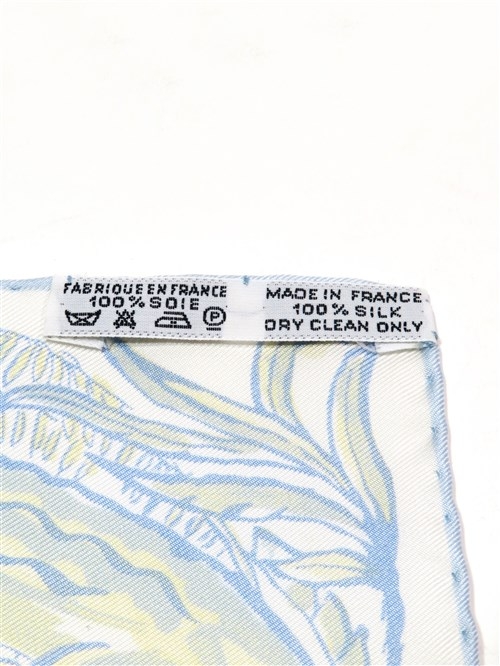 FABRIQUE EN FRANCE
100% SOIE
P
MADE IN FRANCE
100% SILK
DRY CLEAN ONLY